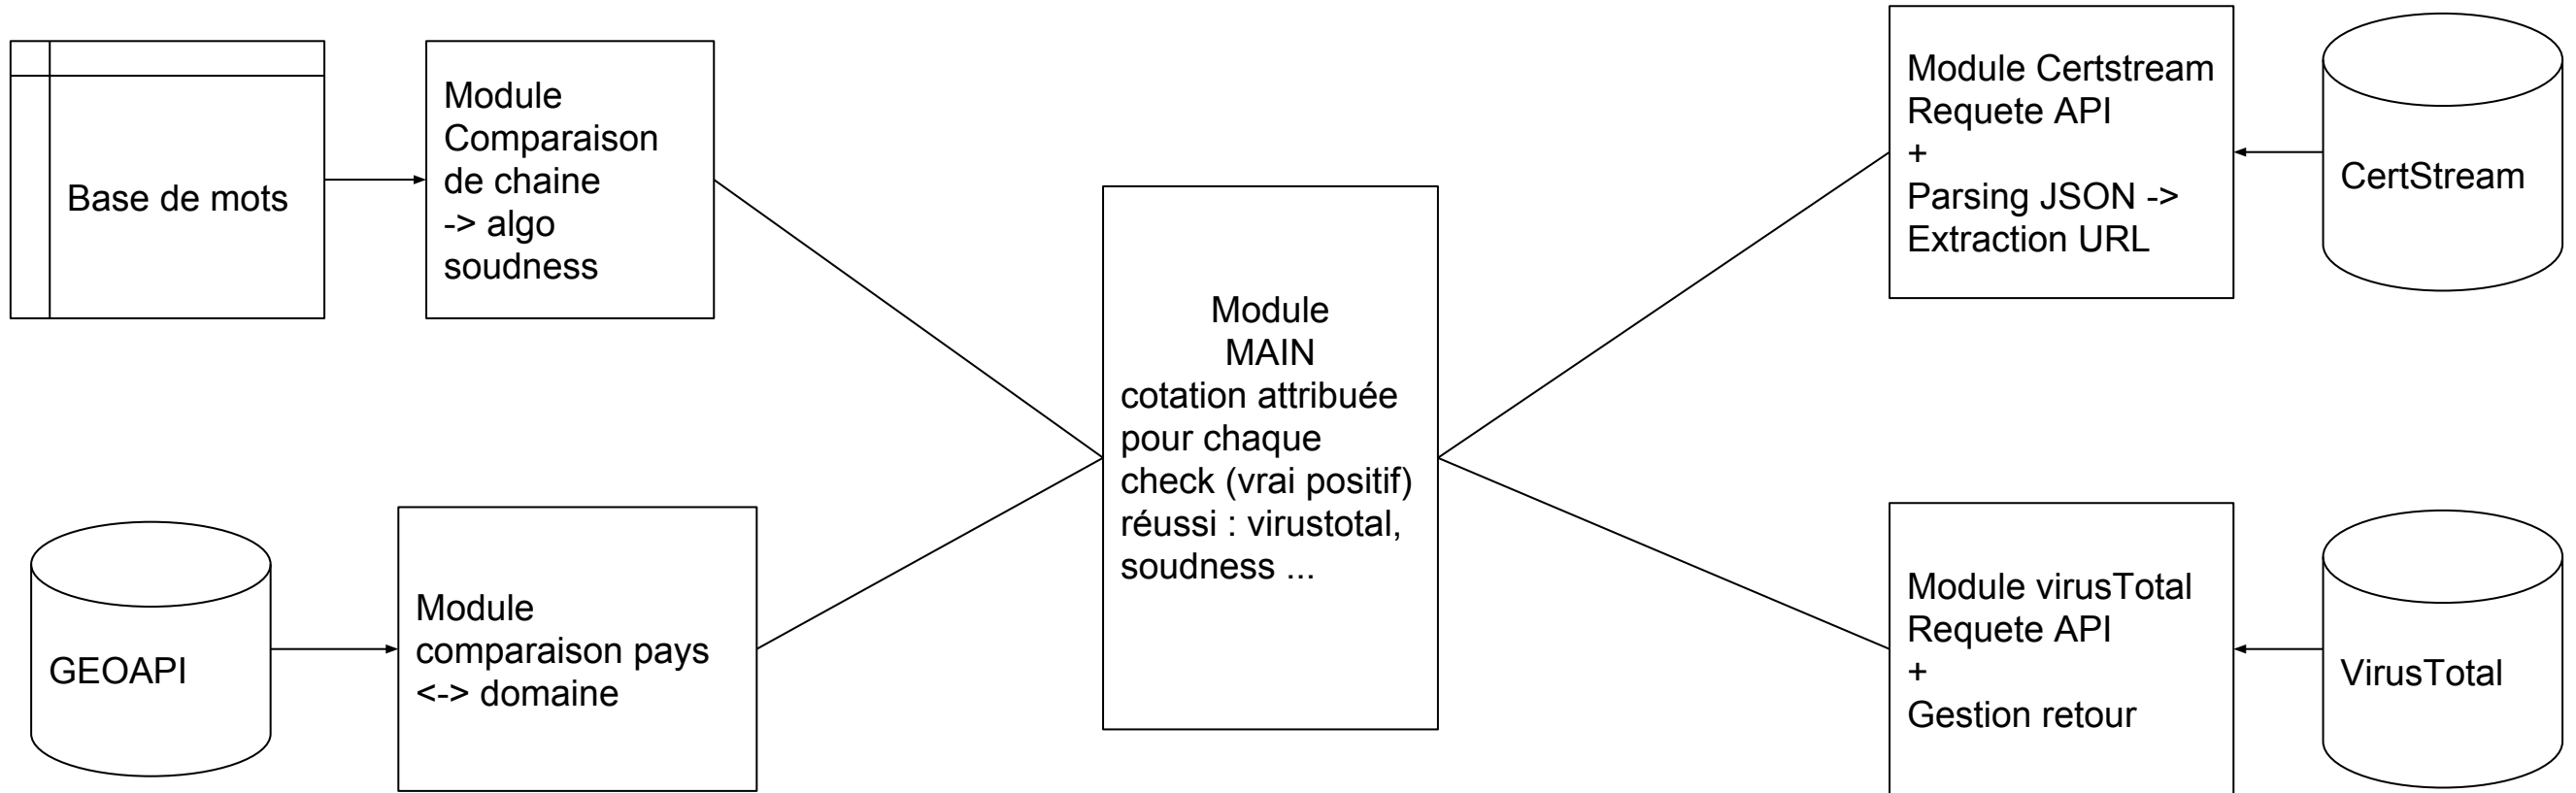 Base de mots
Module
Comparaison
de chaine
-> algo
soudness
GEOAPI
Module
comparaison pays
<-> domaine
Module
MAIN
cotation attribuée
pour chaque
check (vrai positif)
réussi : virustotal,
soudness ...
Module Certstream
Requete API
+
Parsing JSON ->
Extraction URL
CertStream
Module virusTotal
Requete API
+
Gestion retour
VirusTotal